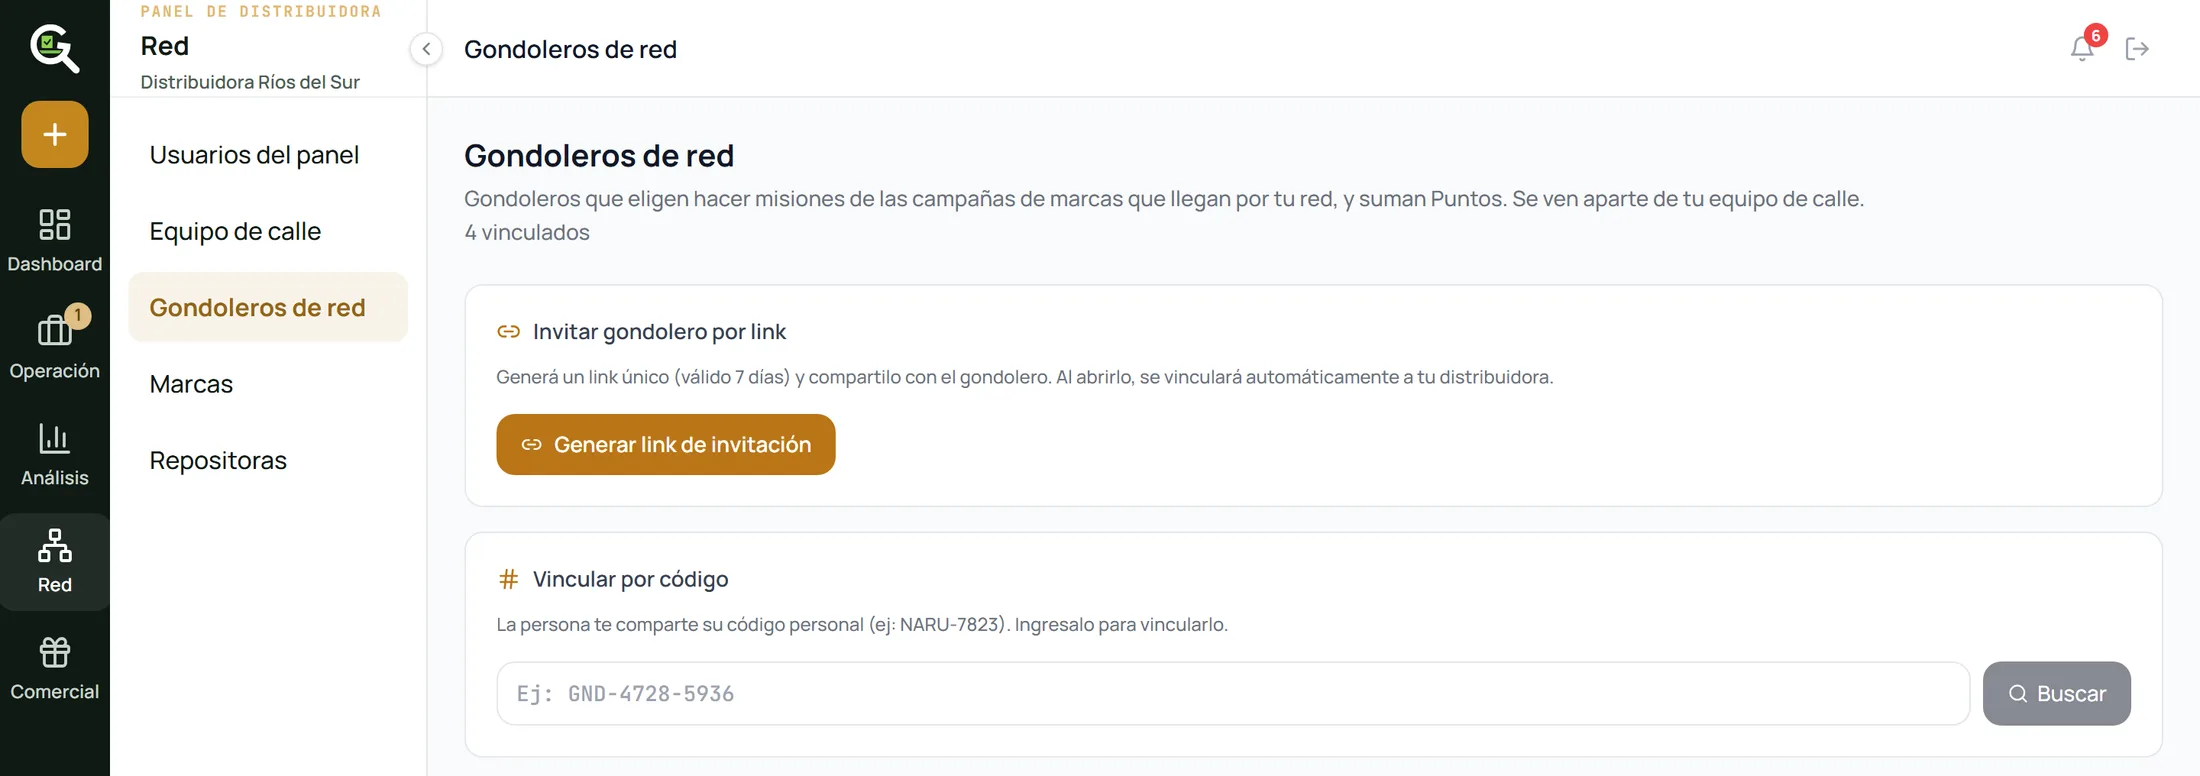 PANEL DE DISTRIBUIDORA
Red
Distribuidora Ríos del Sur
Gondoleros de red
6
Dashboard
1
Operación
Análisis
Red
Comercial
Usuarios del panel
Equipo de calle
Gondoleros de red
Marcas
Repositoras
Gondoleros de red
Gondoleros que eligen hacer misiones de las campañas de marcas que llegan por tu red, y suman Puntos. Se ven aparte de tu equipo de calle.
4 vinculados
Invitar gondolero por link
Generá un link único (válido 7 días) y compartilo con el gondolero. Al abrirlo, se vinculará automáticamente a tu distribuidora.
Generar link de invitación
# Vincular por código
La persona te comparte su código personal (ej: NARU-7823). Ingresalo para vincularlo.
Ej: GND-4728-5936
Buscar